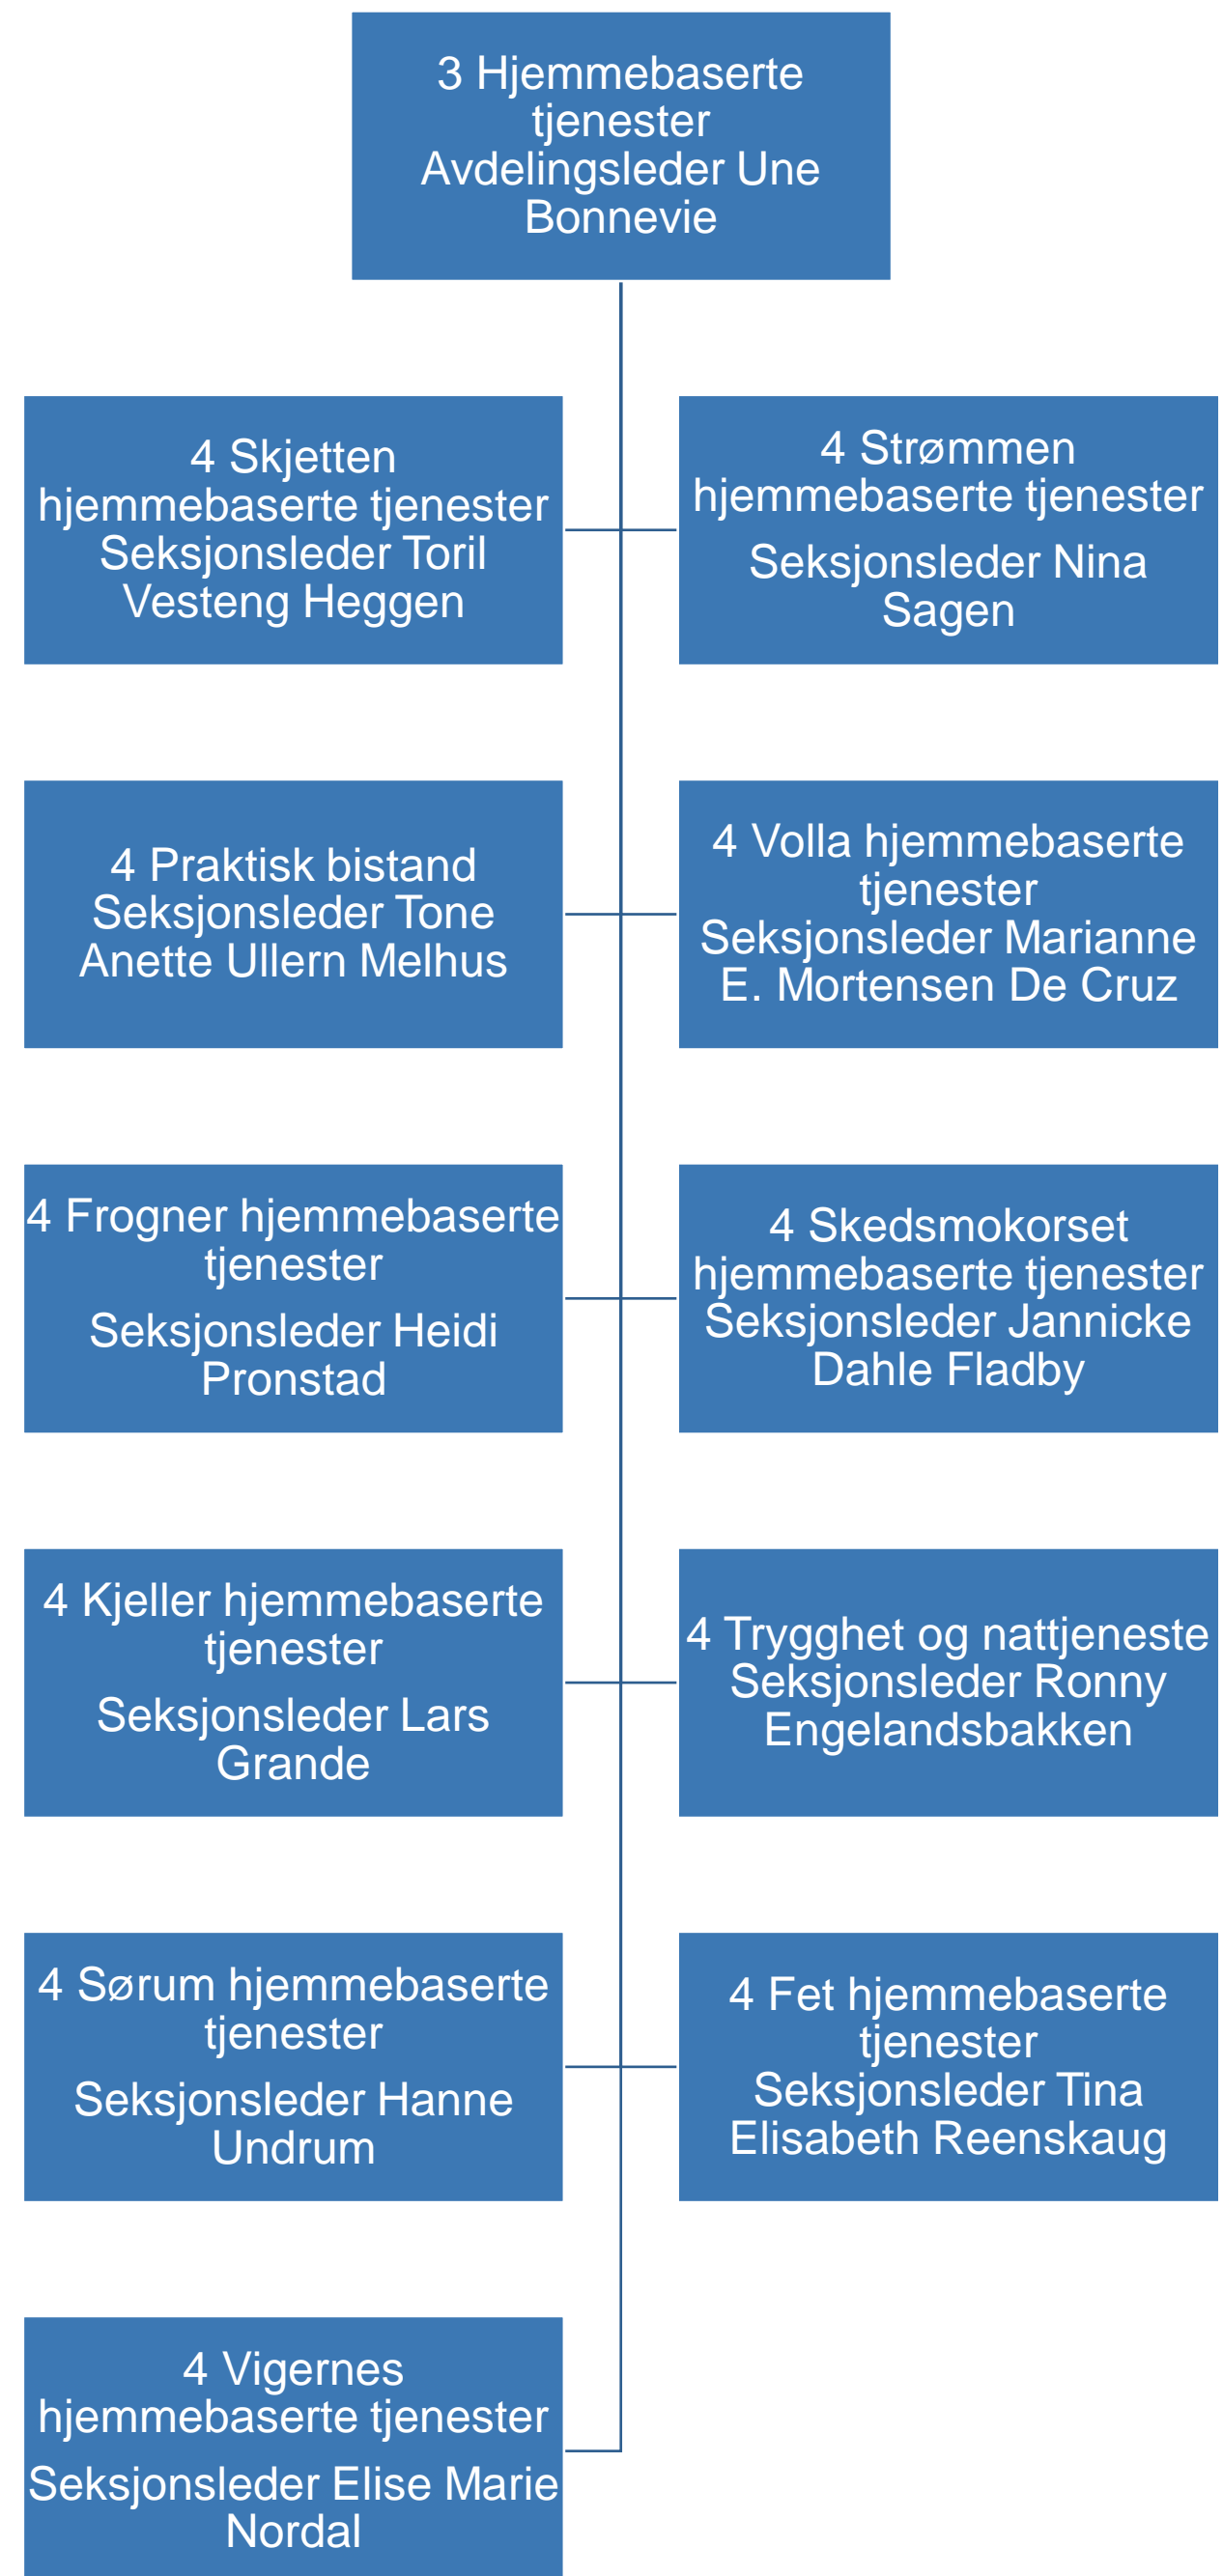 3 Hjemmebaserte
tjenester
Avdelingsleder Une
Bonnevie
4 Skjetten
hjemmebaserte tjenester
Seksjonsleder Toril
Vesteng Heggen
4 Strømmen
hjemmebaserte tjenester
Seksjonsleder Nina
Sagen
4 Praktisk bistand
Seksjonsleder Tone
Anette Ullern Melhus
4 Volla hjemmebaserte
tjenester
Seksjonsleder Marianne
E. Mortensen De Cruz
4 Frogner hjemmebaserte
tjenester
Seksjonsleder Heidi
Pronstad
4 Skedsmokorset
hjemmebaserte tjenester
Seksjonsleder Jannicke
Dahle Fladby
4 Kjeller hjemmebaserte
tjenester
Seksjonsleder Lars
Grande
4 Trygghet og nattjeneste
Seksjonsleder Ronny
Engelandsbakken
4 Sørum hjemmebaserte
tjenester
Seksjonsleder Hanne
Undrum
4 Fet hjemmebaserte
tjenester
Seksjonsleder Tina
Elisabeth Reenskaug
4 Vigernes
hjemmebaserte tjenester
Seksjonsleder Elise Marie
Nordal